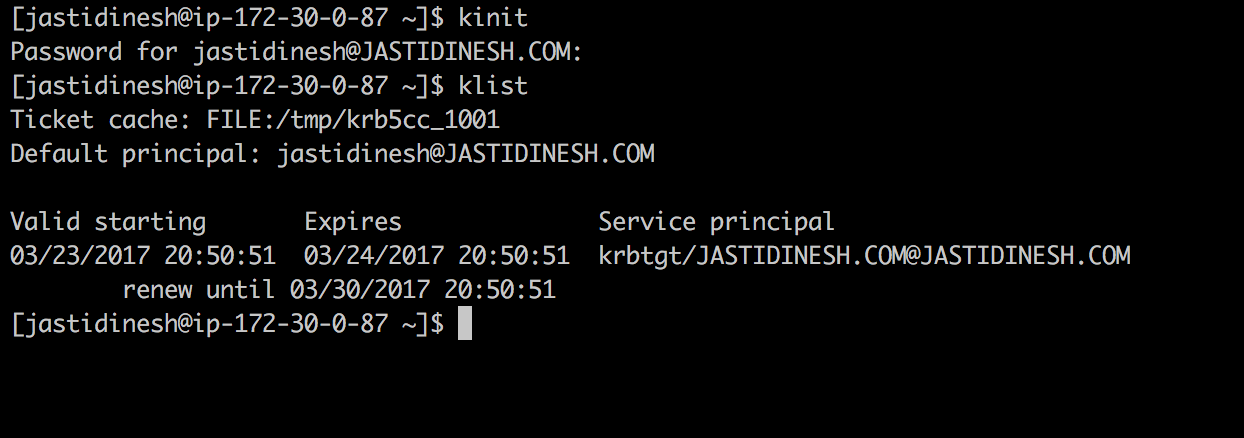 [jastidinesh@ip-172-30-0-87 ~]$ kinit
Password for jastidinesh@JASTIDINESH.COM:
[jastidinesh@ip-172-30-0-87 ~]$ klist
Ticket cache: FILE:/tmp/krb5cc_1001
Default principal: jastidinesh@JASTIDINESH.COM

Valid starting       Expires              Service principal
03/23/2017 20:50:51  03/24/2017 20:50:51  krbtgt/JASTIDINESH.COM@JASTIDINESH.COM
        renew until 03/30/2017 20:50:51
[jastidinesh@ip-172-30-0-87 ~]$